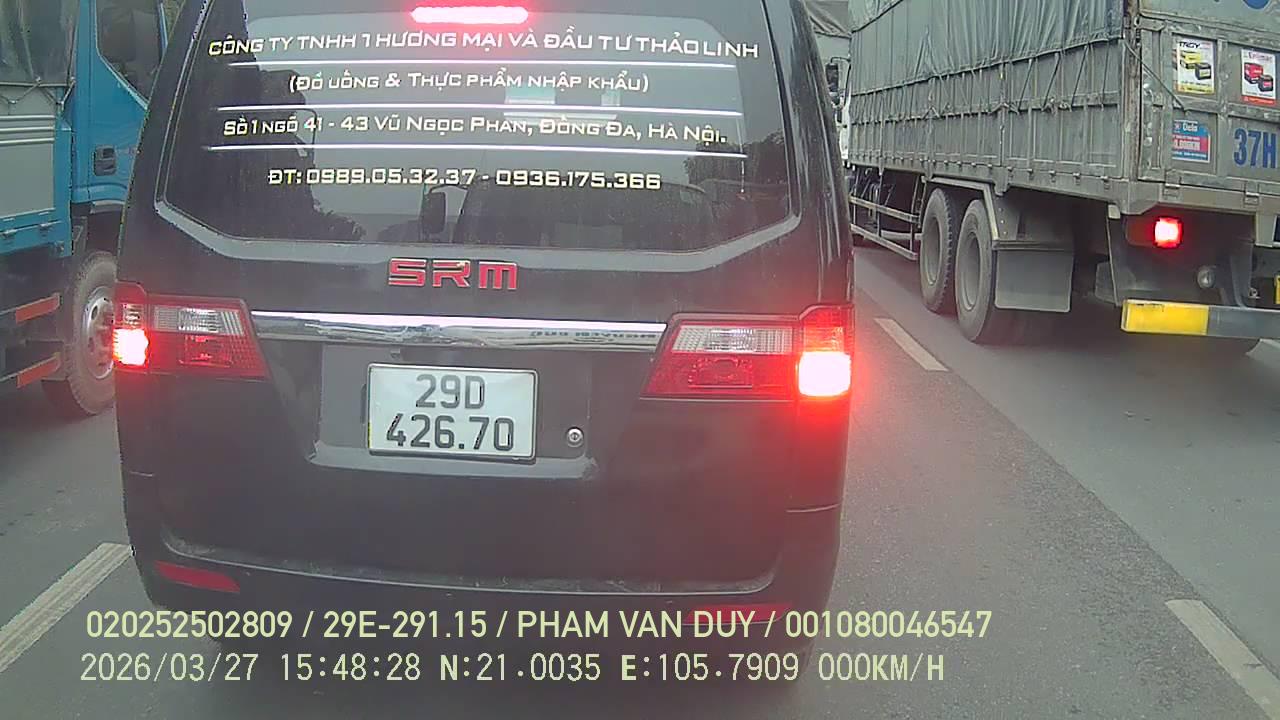 CÔNG TY TNHH THƯƠNG MẠI VÀ ĐẦU TƯ THẢO LINH
(ĐỒ UỐNG & THỰC PHẨM NHẬP KHẨU)
SỐ 1 NGÕ 41 - 43 VŨ NGỌC PHAN, ĐỐNG ĐA, HÀ NỘI.
ĐT: 0989.05.32.37 - 0936.175.366
SRM
29D
426.70
37H
Delo
020252502809 / 29E-291.15 / PHAM VAN DUY / 001080046547
2026/03/27 15:48:28 N:21.0035 E:105.7909 000KM/H